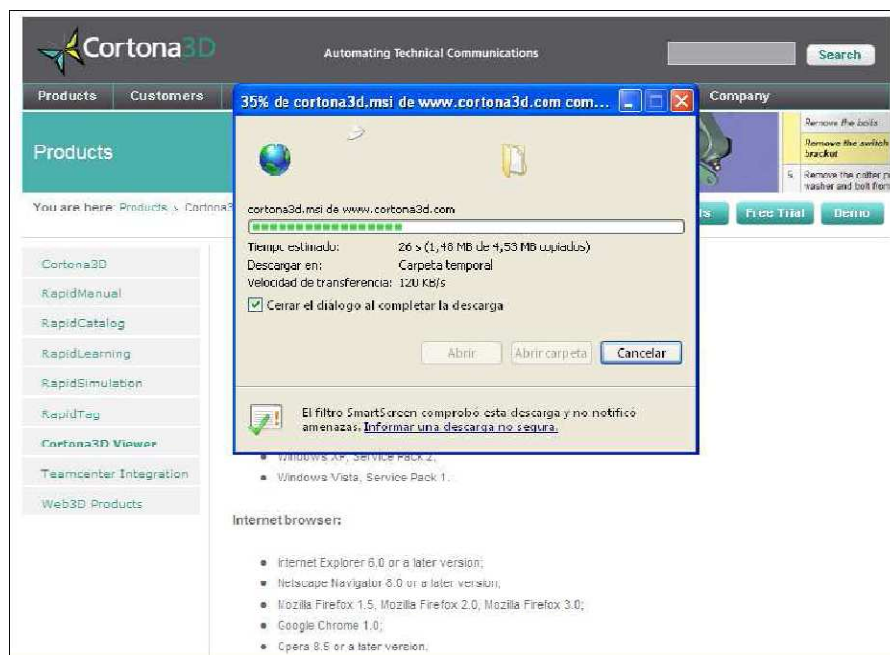 Cortona3D
Automating Technical Communications
Search
Products Customers Company
35% de cortona3d.msi de www.cortona3d.com com...
Products
Remove the bolts
Remove the switch bracket
5. Remove the cotter
washer and bolt from
You are here: Products > Cortona3
Free Trial Demo
cortona3d.msi de www.cortona3d.com
Tiempo estimado: 26 s (1,48 MB de 4,53 MB copiados)
Descargar en: Carpeta temporal
Velocidad de transferencia: 120 KB/s
Cerrar el diálogo al completar la descarga
Abrir Abrir carpeta Cancelar
El filtro SmartScreen comprobó esta descarga y no notificó
amenazas. Informar una descarga no segura.
Cortona3D
RapidManual
RapidCatalog
RapidLearning
RapidSimulation
RapidTag
Cortona3D Viewer
Teamcenter Integration
Web3D Products
Windows XP, Service Pack 2;
Windows Vista, Service Pack 1.
Internet browser:
Internet Explorer 6.0 or a later version;
Netscape Navigator 8.0 or a later version;
Mozilla Firefox 1.5, Mozilla Firefox 2.0, Mozilla Firefox 3.0;
Google Chrome 1.0;
Opera 8.5 or a later version.